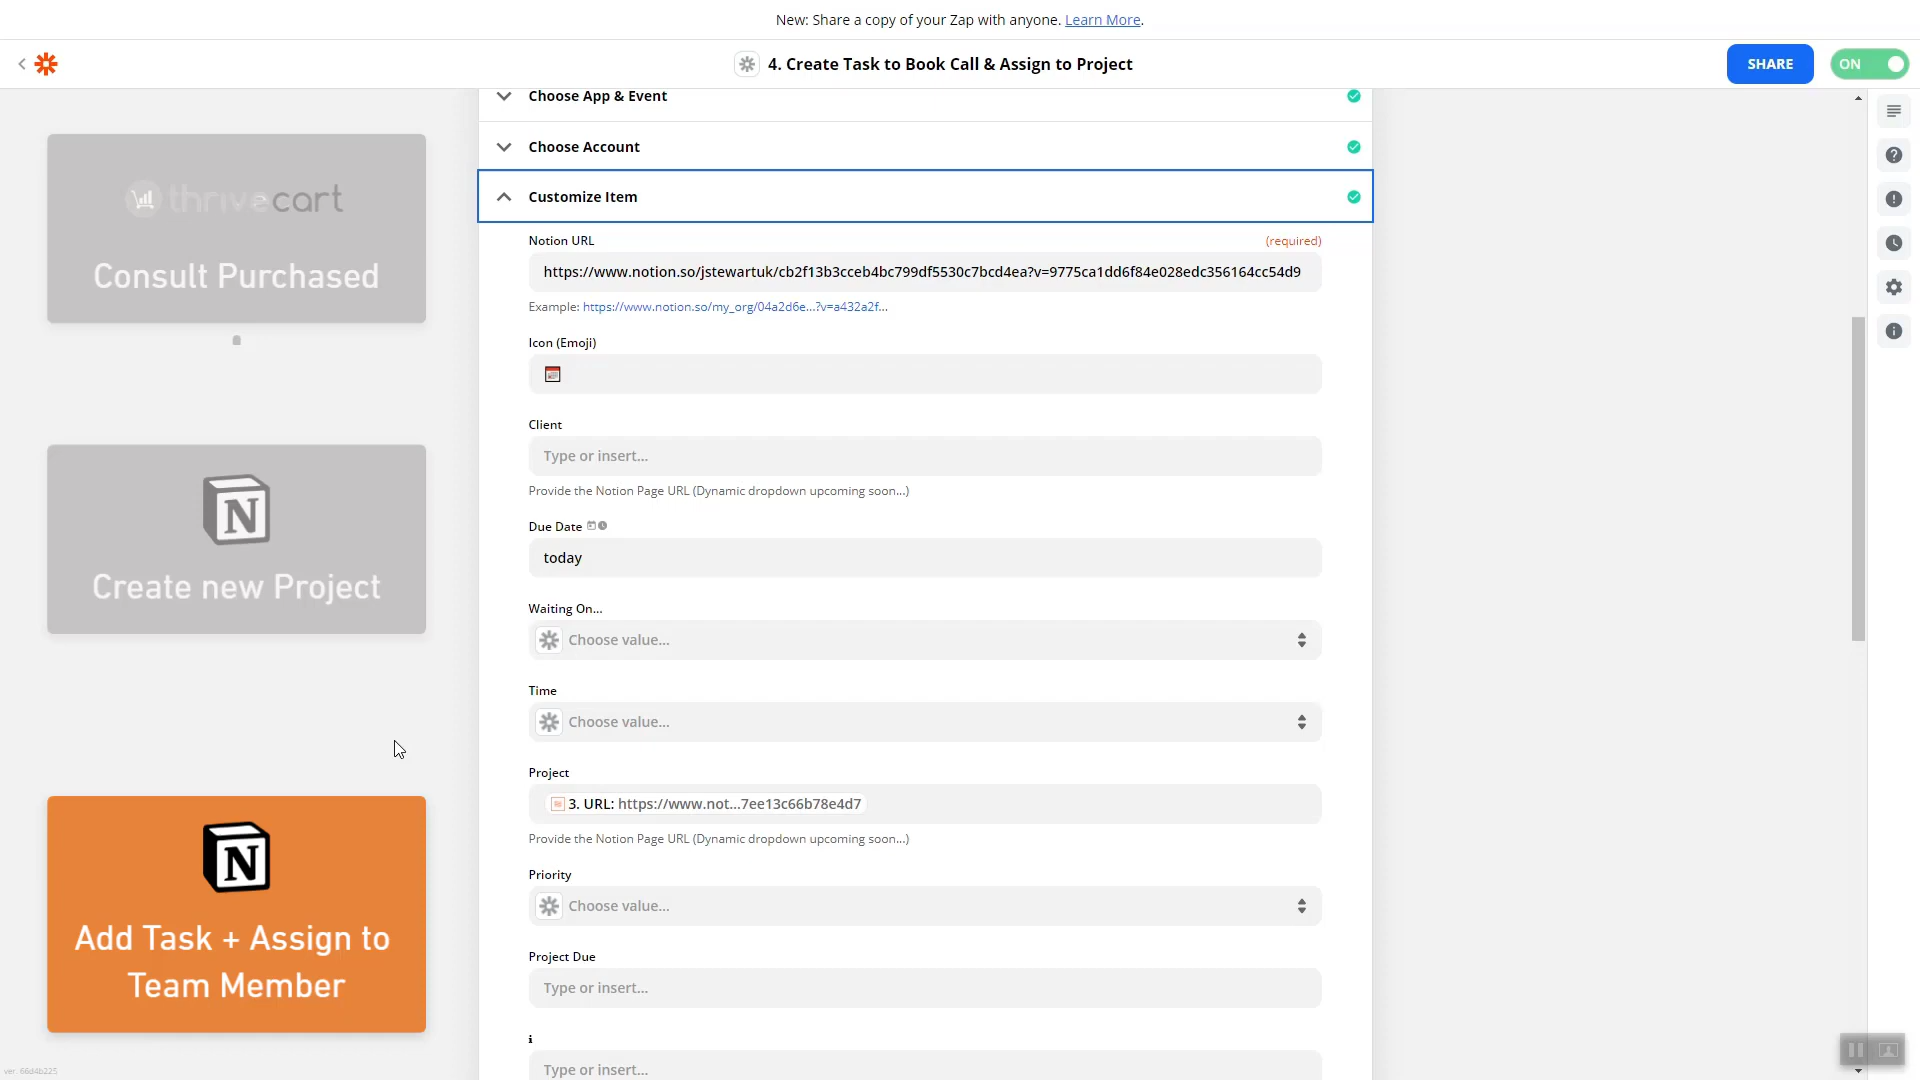 New: Share a copy of your Zap with anyone. Learn More.
4. Create Task to Book Call & Assign to Project
SHARE
ON
Choose App & Event
Choose Account
Customize Item
Notion URL
(required)
https://www.notion.so/jstewartuk/cb2f13b3cceb4bc799df5530c7bcd4ea?v=9775ca1dd6f84e028edc356164cc54d9
Example: https://www.notion.so/my_org/04a2d6e...?v=a432a2f...
Icon (Emoji)
Client
Type or insert...
Provide the Notion Page URL (Dynamic dropdown upcoming soon...)
Due Date
today
Waiting On...
Choose value...
Time
Choose value...
Project
3. URL: https://www.not...7ee13c66b78e4d7
Provide the Notion Page URL (Dynamic dropdown upcoming soon...)
Priority
Choose value...
Project Due
Type or insert...
i
Type or insert...
thrivecart
Consult Purchased
N
Create new Project
N
Add Task + Assign to
Team Member
ver. 66d4b225